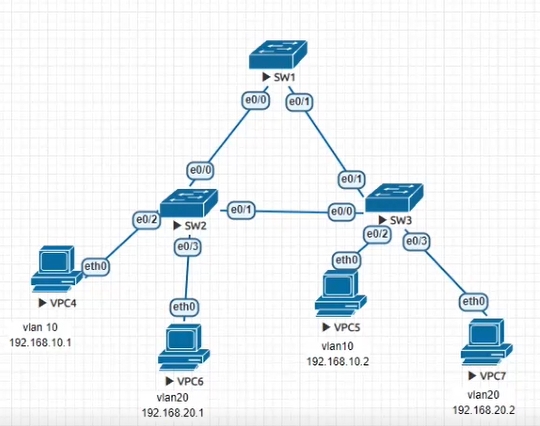 SW1
e0/0
e0/1
e0/0
e0/1
SW2
e0/1
e0/0
SW3
e0/2
e0/3
e0/2
e0/3
eth0
eth0
VPC4
vlan 10
192.168.10.1
eth0
eth0
VPC5
vlan10
192.168.10.2
VPC6
vlan20
192.168.20.1
VPC7
vlan20
192.168.20.2